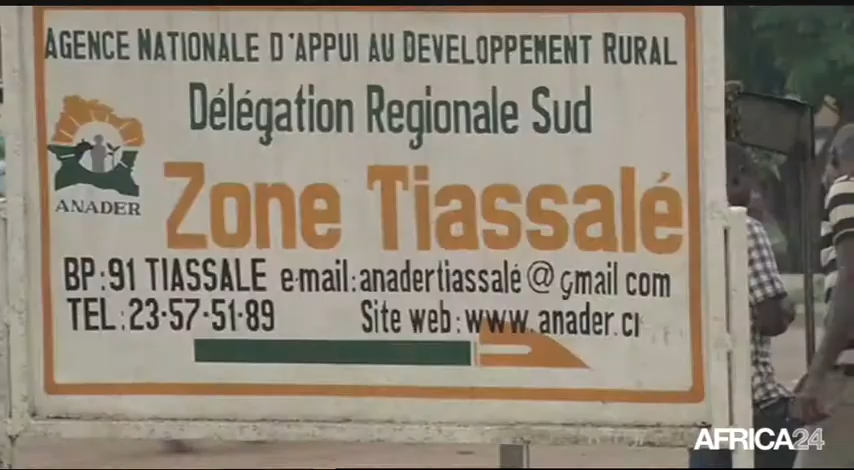 AGENCE NATIONALE D'APPUI AU DEVELOPPEMENT RURAL
Délégation Regionale Sud
ANADER
Zone Tiassalé
BP:91 TIASSALE e-mail:anadertiassalé@gmail com
TEL:23-57-51-89 Site web:www.anader.ci
AFRICA24